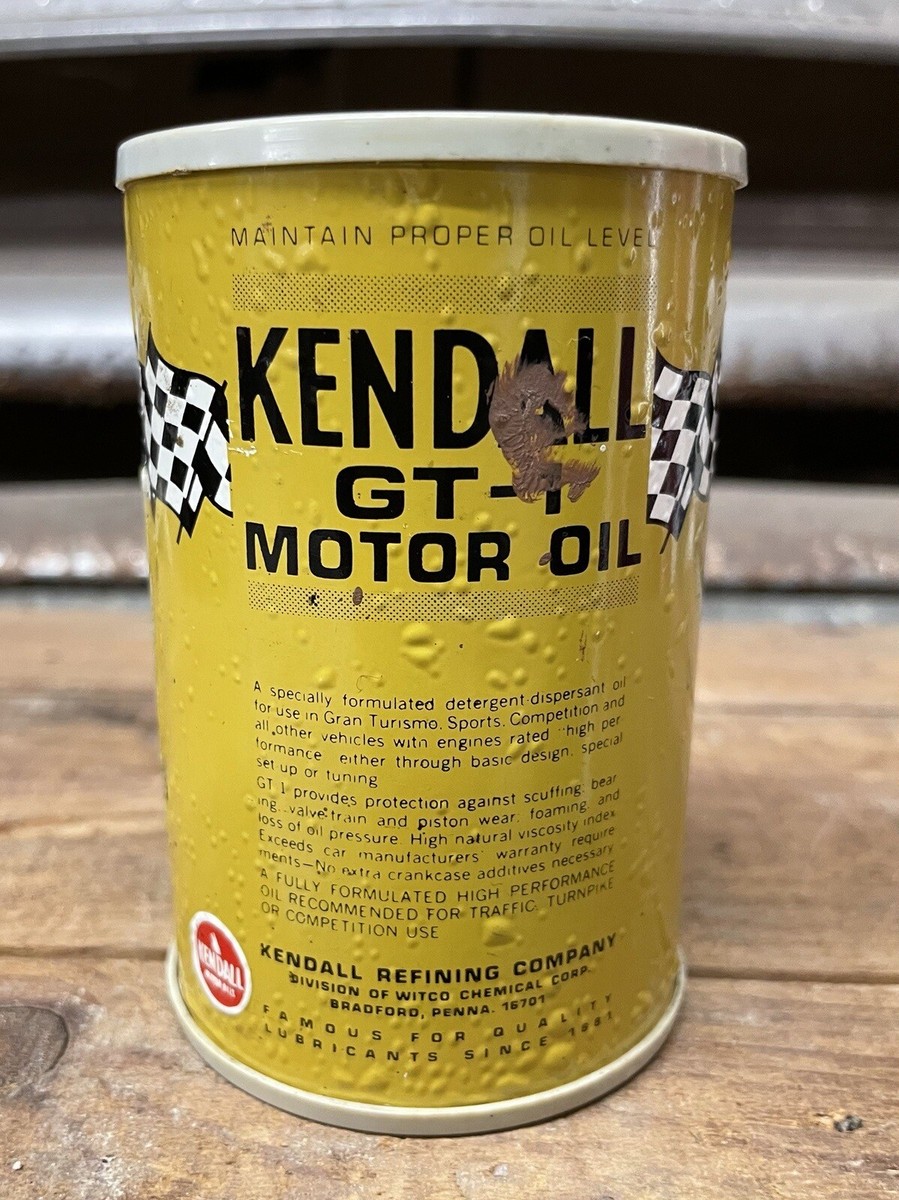 MAINTAIN PROPER OIL LEVEL
KENDALL
GT-1
MOTOR OIL
A specially formulated detergent-dispersant oil
for use in Gran Turismo, Sports, Competition and
all other vehicles with engines rated "high per
formance" either through basic design, special
set up or tuning
GT 1 provides protection against scuffing, bear
ing, valve-train and piston wear, foaming, and
loss of oil pressure. High natural viscosity index
Exceeds car manufacturers' warranty require
ments—No extra crankcase additives necessary
A FULLY FORMULATED HIGH PERFORMANCE
OIL RECOMMENDED FOR TRAFFIC, TURNPIKE
OR COMPETITION USE
KENDALL
MOTOR OILS
KENDALL REFINING COMPANY
DIVISION OF WITCO CHEMICAL CORP.
BRADFORD, PENNA. 16701
FAMOUS FOR QUALITY
LUBRICANTS SINCE 1881